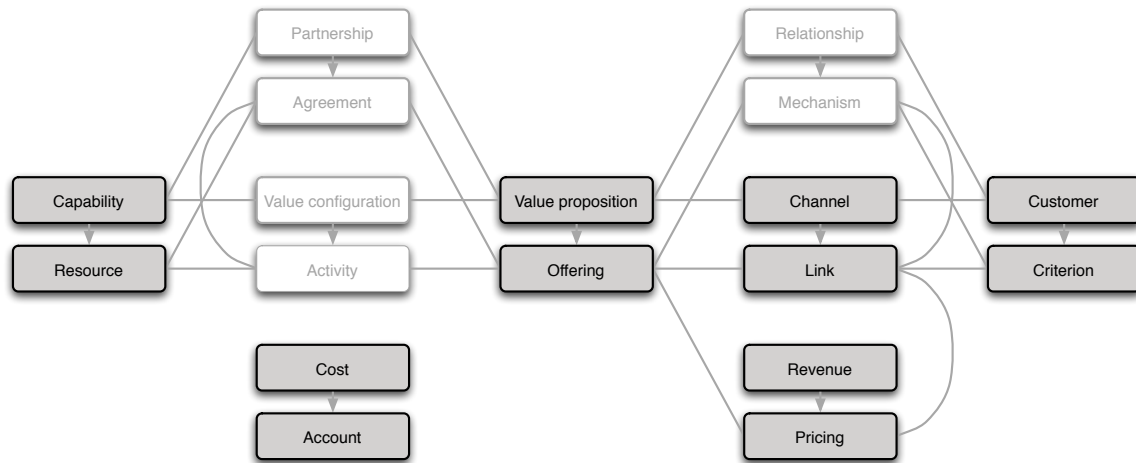 Partnership
Relationship
Agreement
Mechanism
Capability
Value configuration
Value proposition
Channel
Customer
Resource
Activity
Offering
Link
Criterion
Cost
Revenue
Account
Pricing